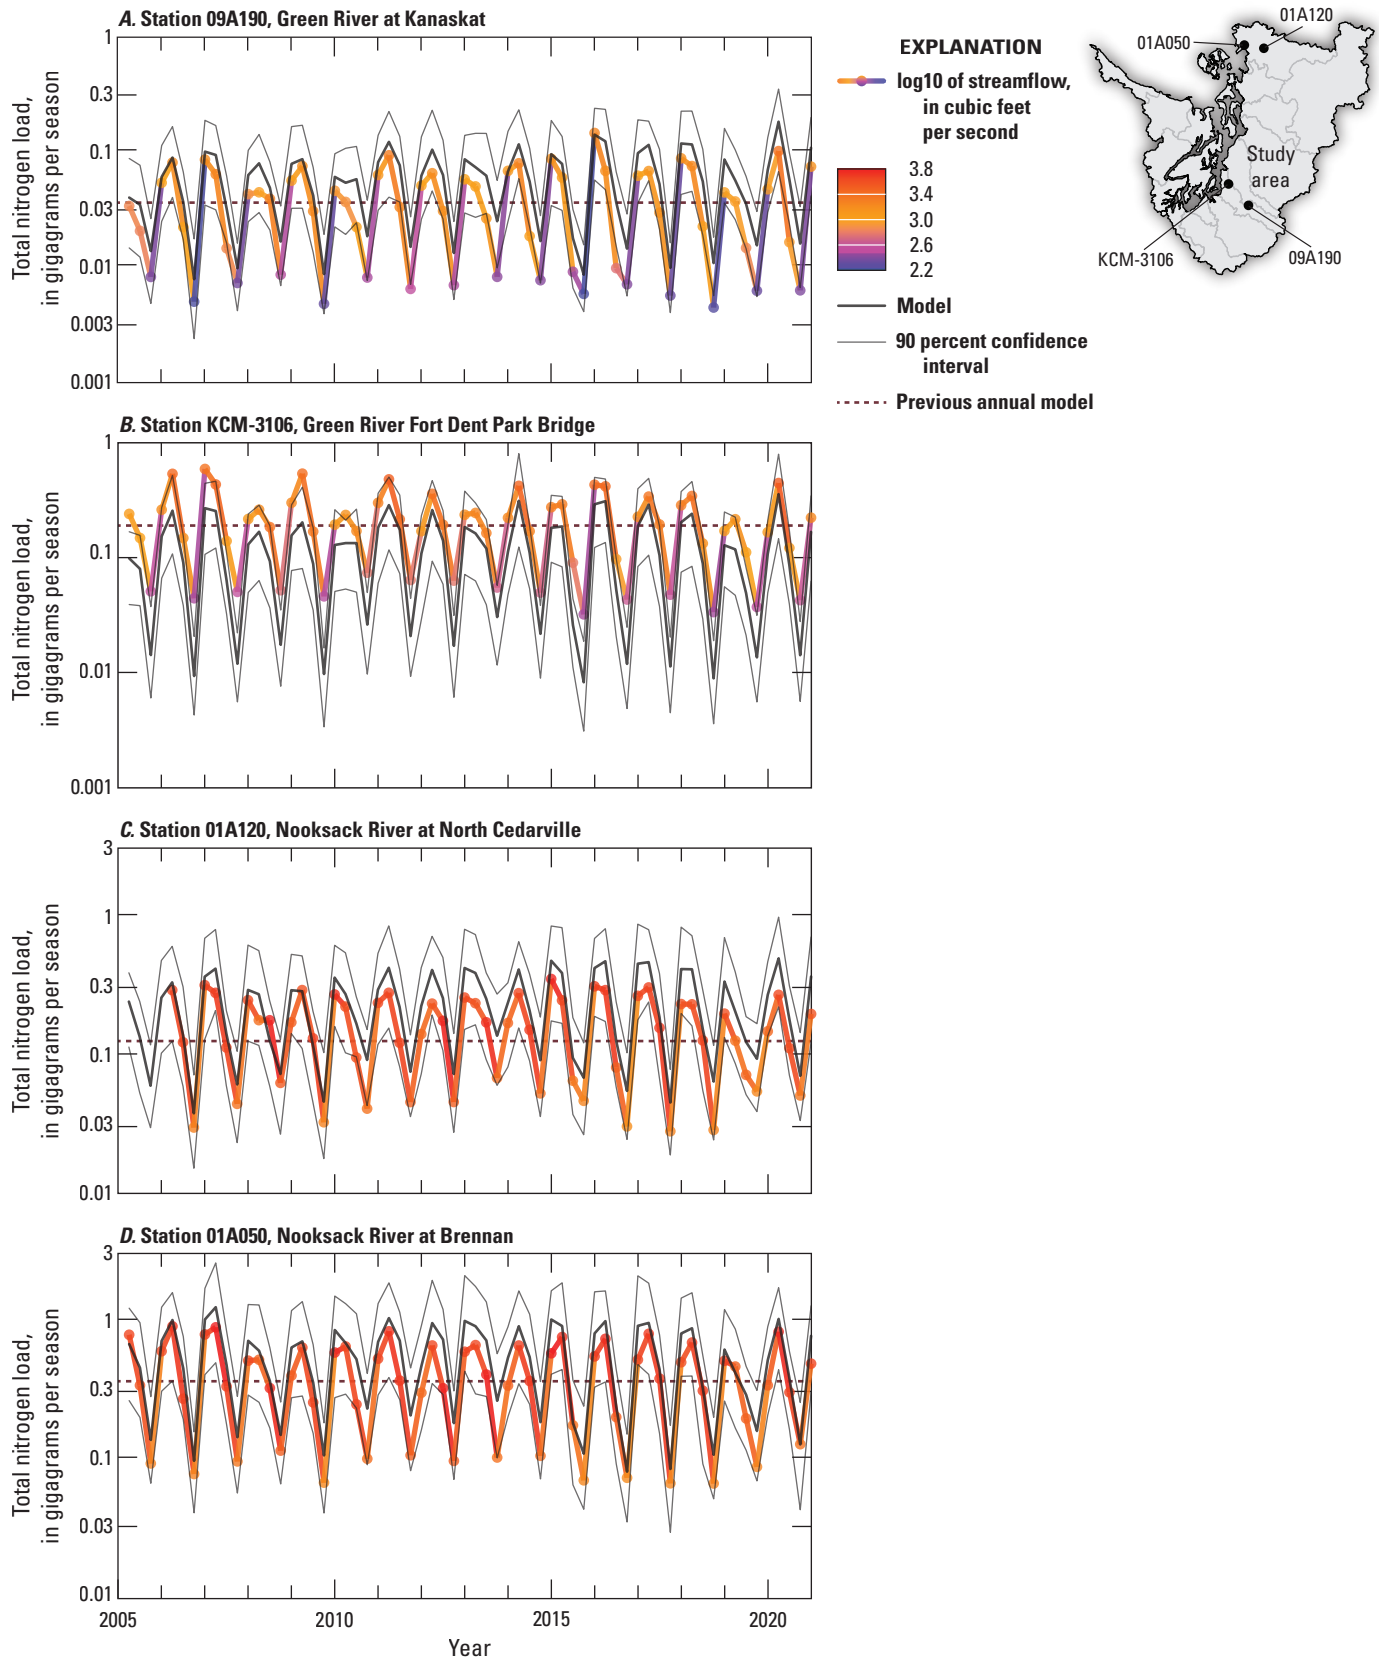 A. Station 09A190, Green River at Kanaskat
1
0.3
0.1
0.03
0.01
0.003
0.001
Total nitrogen load,
in gigagrams per season
EXPLANATION
log10 of streamflow,
in cubic feet
per second
3.8
3.4
3.0
2.6
2.2
Model
90 percent confidence
interval
Previous annual model
01A120
01A050
Study
area
KCM-3106
09A190
B. Station KCM-3106, Green River Fort Dent Park Bridge
1
0.1
0.01
0.001
Total nitrogen load,
in gigagrams per season
C. Station 01A120, Nooksack River at North Cedarville
3
1
0.3
0.1
0.03
0.01
Total nitrogen load,
in gigagrams per season
D. Station 01A050, Nooksack River at Brennan
3
1
0.3
0.1
0.03
0.01
Total nitrogen load,
in gigagrams per season
2005
2010
2015
2020
Year